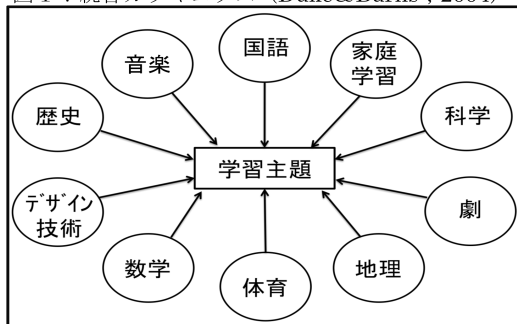 図1:統合カリキュラム , 2004)
国語
音楽
家庭
学習
歴史
科学
学習主題
デザイン
技術
劇
数学
地理
体育